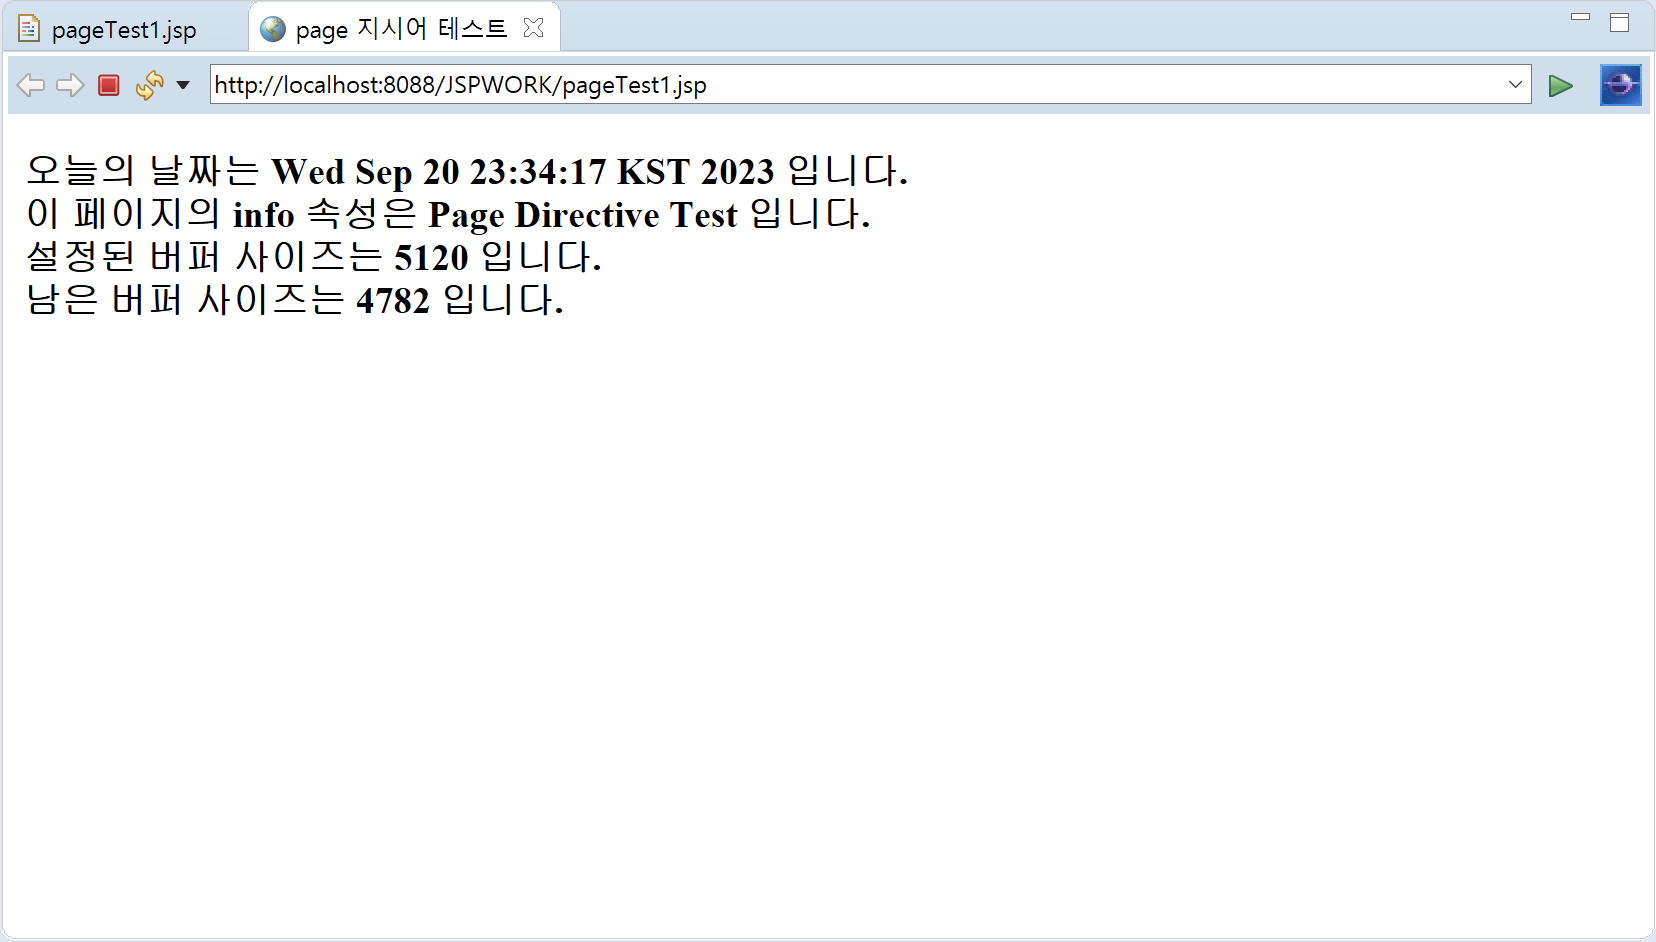 pageTest1.jsp
page 지시어 테스트
http://localhost:8088/JSPWORK/pageTest1.jsp
오늘의 날짜는 Wed Sep 20 23:34:17 KST 2023 입니다.
이 페이지의 info 속성은 Page Directive Test 입니다.
설정된 버퍼 사이즈는 5120 입니다.
남은 버퍼 사이즈는 4782 입니다.